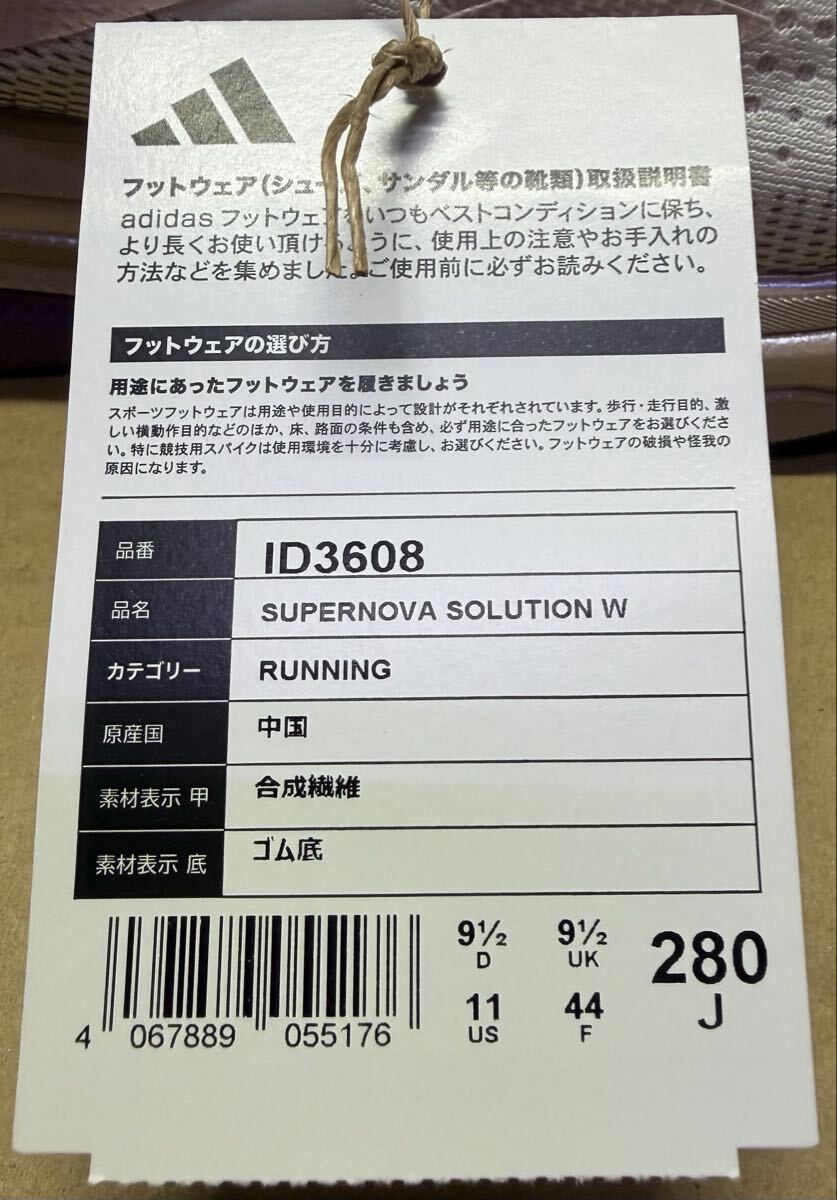 フットウェア(シューズ、サンダル等の靴類)取扱説明書
adidas フットウェアをいつもベストコンディションに保ち、
より長くお使い頂けるように、使用上の注意やお手入れの
方法などを集めました。ご使用前に必ずお読みください。
フットウェアの選び方
用途にあったフットウェアを履きましょう
スポーツフットウェアは用途や使用目的によって設計がそれぞれされています。歩行・走行目的、激
しい横動作目的などのほか、床、路面の条件も含め、必ず用途に合ったフットウェアをお選びくださ
い。特に競技用スパイクは使用環境を十分に考慮し、お選びください。フットウェアの破損や怪我の
原因になります。
品番 ID3608
品名 SUPERNOVA SOLUTION W
カテゴリー RUNNING
原産国 中国
素材表示 甲 合成繊維
素材表示 底 ゴム底
9½ 9½ 280
D UK J
11 44
US F
4 067889 055176